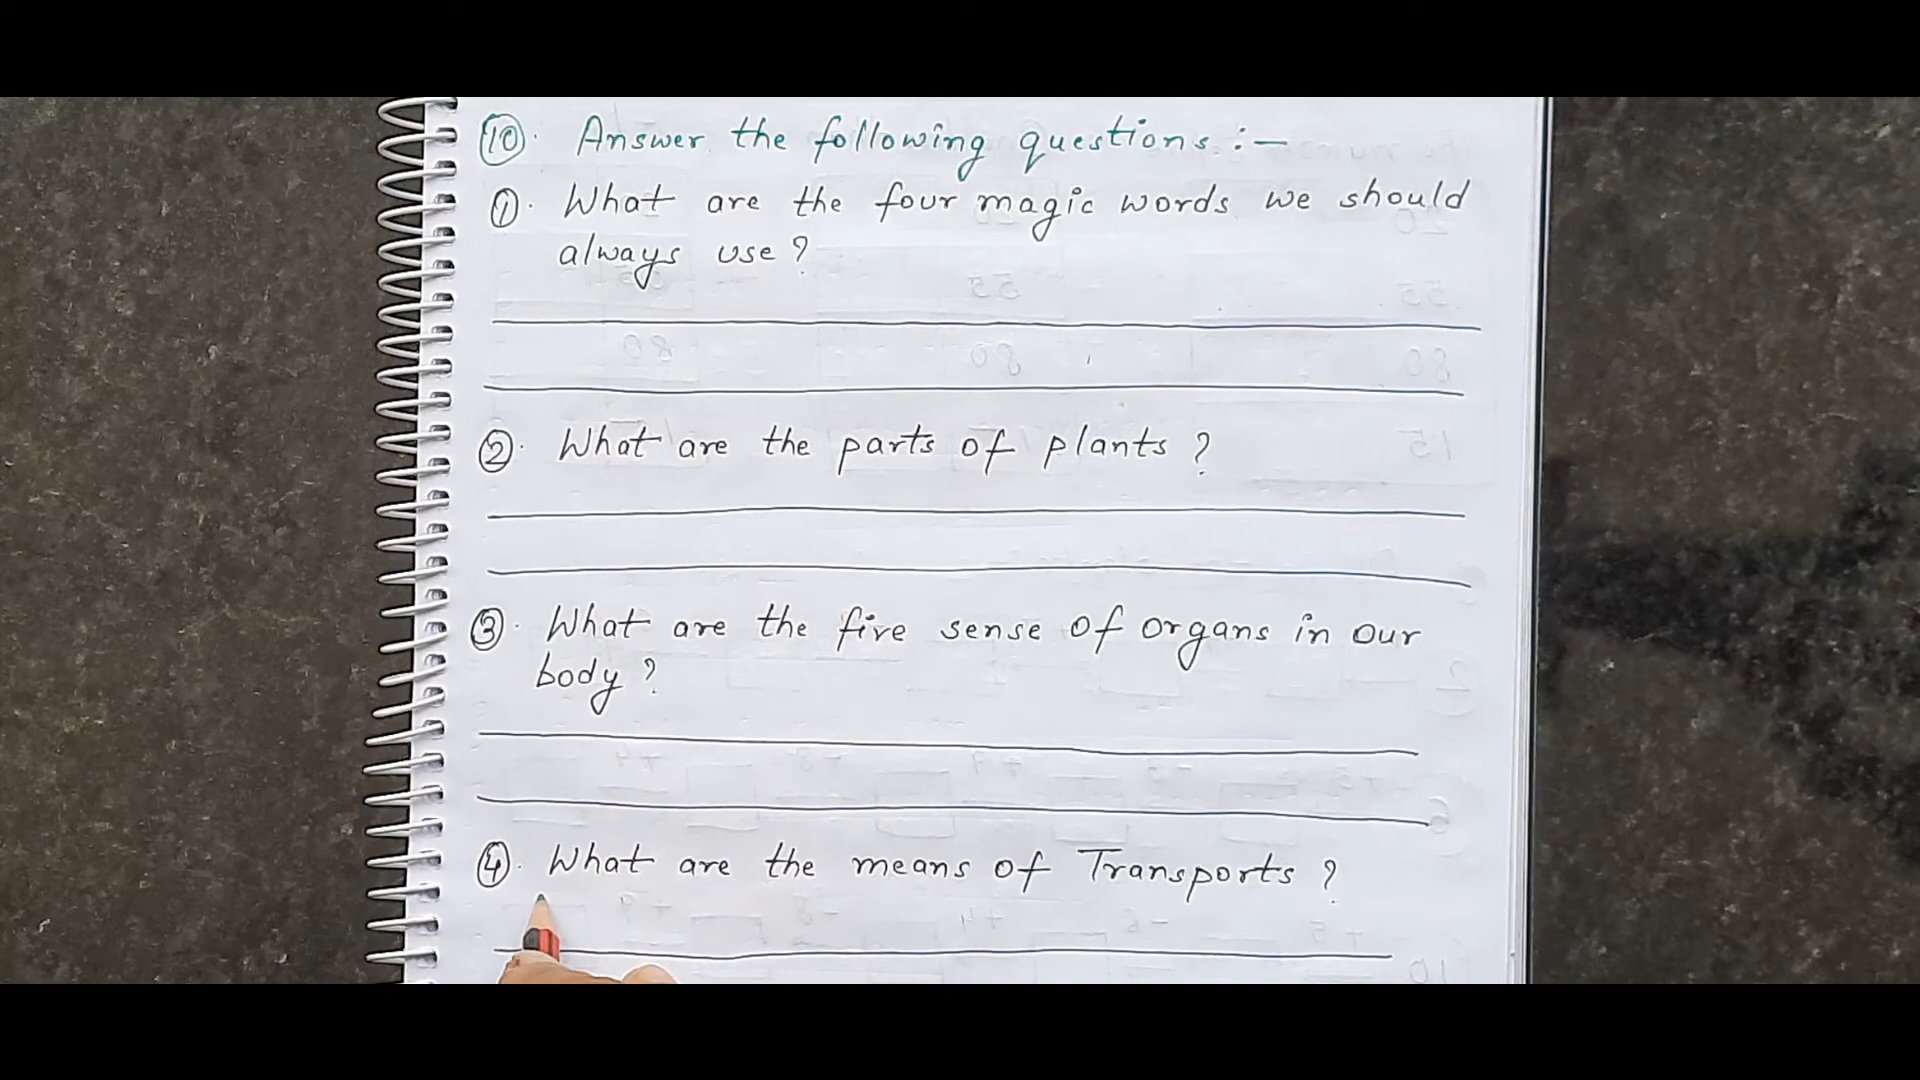 10. Answer the following questions :-
1. What are the four magic words we should
always use?
2. What are the parts of plants?
3. What are the five sense of organs in our
body?
4. What are the means of Transports?